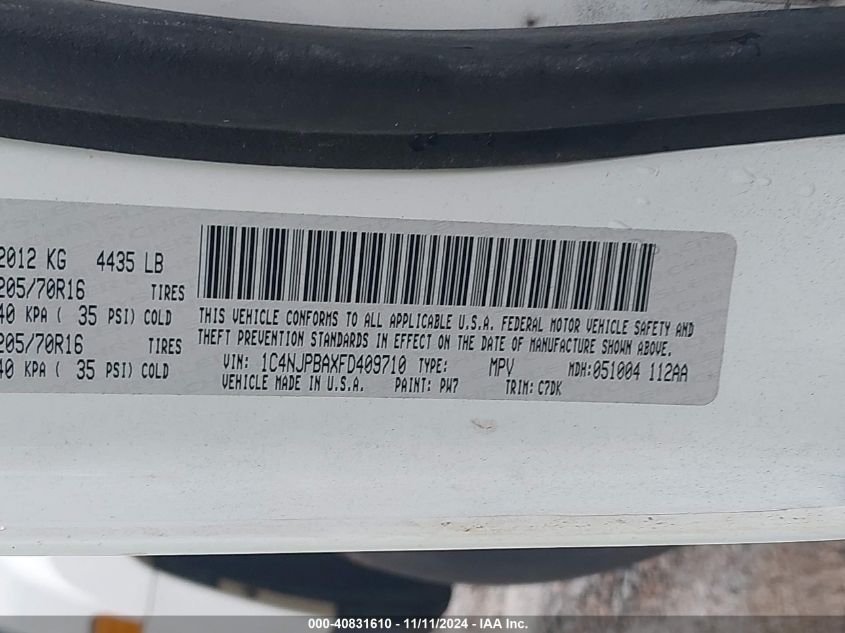 2012 KG 4435 LB
205/70R16 TIRES
40 KPA ( 35 PSI) COLD
205/70R16 TIRES
40 KPA ( 35 PSI) COLD
THIS VEHICLE CONFORMS TO ALL APPLICABLE U.S.A. FEDERAL MOTOR VEHICLE SAFETY AND
THEFT PREVENTION STANDARDS IN EFFECT ON THE DATE OF MANUFACTURE SHOWN ABOVE.
VIN: 1C4NJPBAXFD409710 TYPE: MPV MDH:051004 112AA
VEHICLE MADE IN U.S.A. PAINT: PW7 TRIM: C7DK
000-40831610 - 11/11/2024 - IAA Inc.